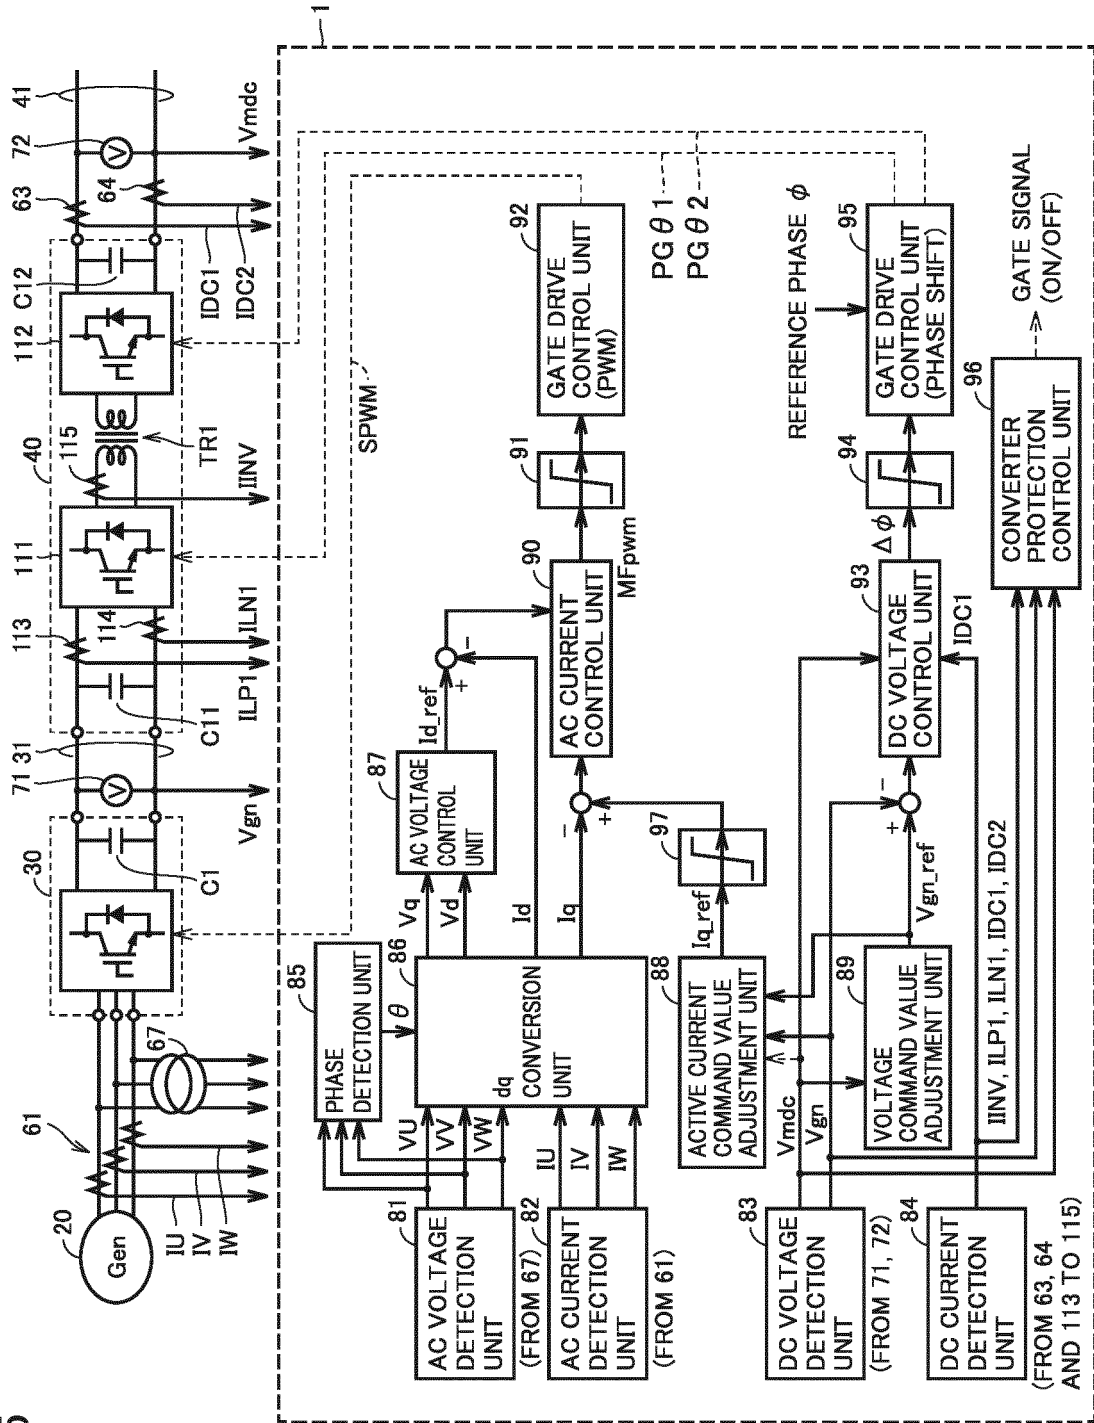 1
20
Gen
61
IU
IV
IW
67
30
C1
71
31
Vgn
40
C11
113
114
ILP1
ILN1
111
115
IINV
TR1
112
C12
63
64
IDC1
IDC2
72
V
V
Vmdc
41
SPWM
PGθ1
PGθ2
81
AC VOLTAGE
DETECTION
UNIT
(FROM 67)
82
AC CURRENT
DETECTION
UNIT
(FROM 61)
83
DC VOLTAGE
DETECTION
UNIT
(FROM 71, 72)
84
DC CURRENT
DETECTION
UNIT
(FROM 63, 64
AND 113 TO 115)
VU
VV
VW
IU
IV
IW
85
PHASE
DETECTION UNIT
θ
86
dq
CONVERSION
UNIT
Vq
Vd
Id
Iq
87
AC VOLTAGE
CONTROL
UNIT
Id_ref
+
-
88
ACTIVE CURRENT
COMMAND VALUE
ADJUSTMENT UNIT
Iq_ref
97
-
+
90
AC CURRENT
CONTROL UNIT
MFpwm
91
92
GATE DRIVE
CONTROL UNIT
(PWM)
Vmdc
Vgn
89
VOLTAGE
COMMAND VALUE
ADJUSTMENT UNIT
Vgn_ref
+
-
93
DC VOLTAGE
CONTROL UNIT
IDC1
Δϕ
94
REFERENCE PHASE ϕ
95
GATE DRIVE
CONTROL UNIT
(PHASE SHIFT)
IINV, ILP1, ILN1, IDC1, IDC2
96
CONVERTER
PROTECTION
CONTROL UNIT
GATE SIGNAL
(ON/OFF)